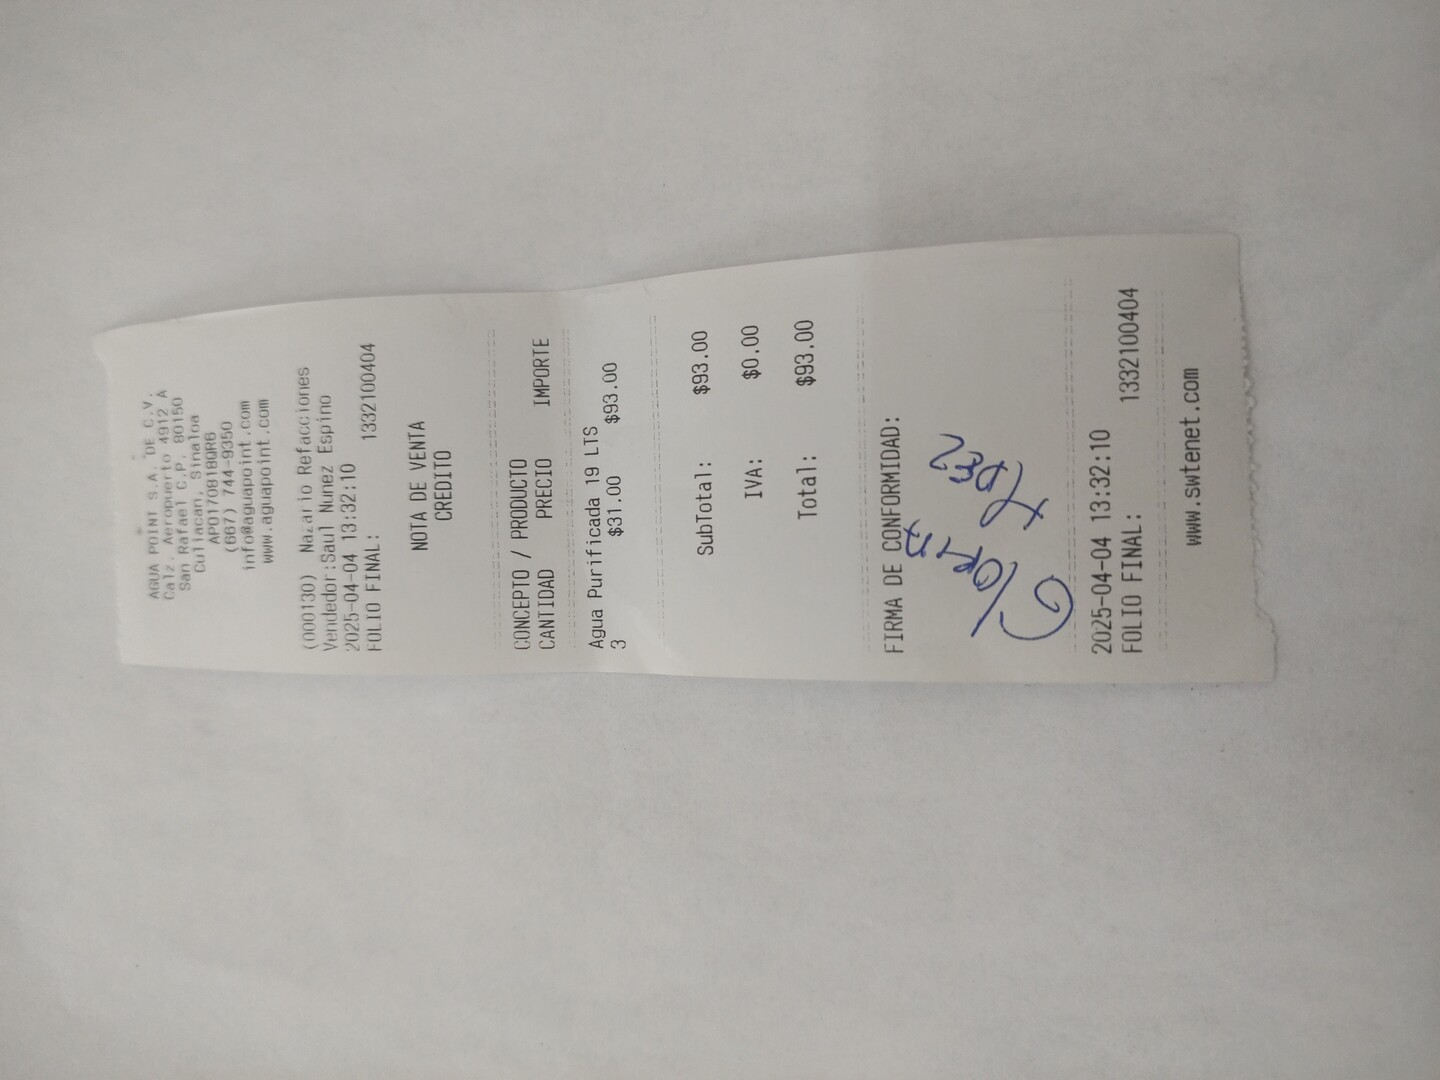 AGUA POINT S.A. DE C.V.
Calz. Aeropuerto 4912 A
San Rafael C.P. 80150
Culiacan, Sinaloa
APO170818QR6
(667) 744-9350
info@aguapoint.com
www.aguapoint.com
(000130) Nazario Refacciones
Vendedor:Saul Nunez Espino
2025-04-04 13:32:10
FOLIO FINAL: 1332100404
NOTA DE VENTA
CREDITO
CONCEPTO / PRODUCTO
CANTIDAD PRECIO IMPORTE
Agua Purificada 19 LTS
3 $31.00 $93.00
SubTotal: $93.00
IVA: $0.00
Total: $93.00
FIRMA DE CONFORMIDAD:
2025-04-04 13:32:10
FOLIO FINAL: 1332100404
www.swtenet.com